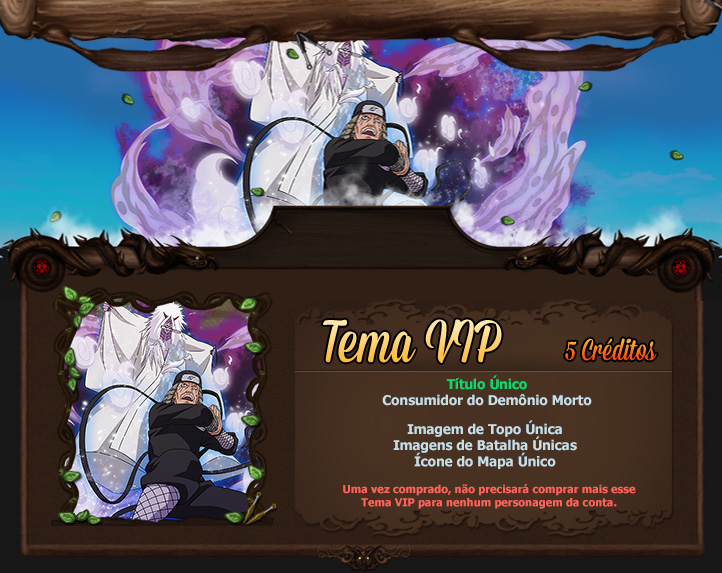 Tema VIP
5 Créditos
Título Único
Consumidor do Demônio Morto
Imagem de Topo Única
Imagens de Batalha Únicas
Ícone do Mapa Único
Uma vez comprado, não precisará comprar mais esse
Tema VIP para nenhum personagem da conta.